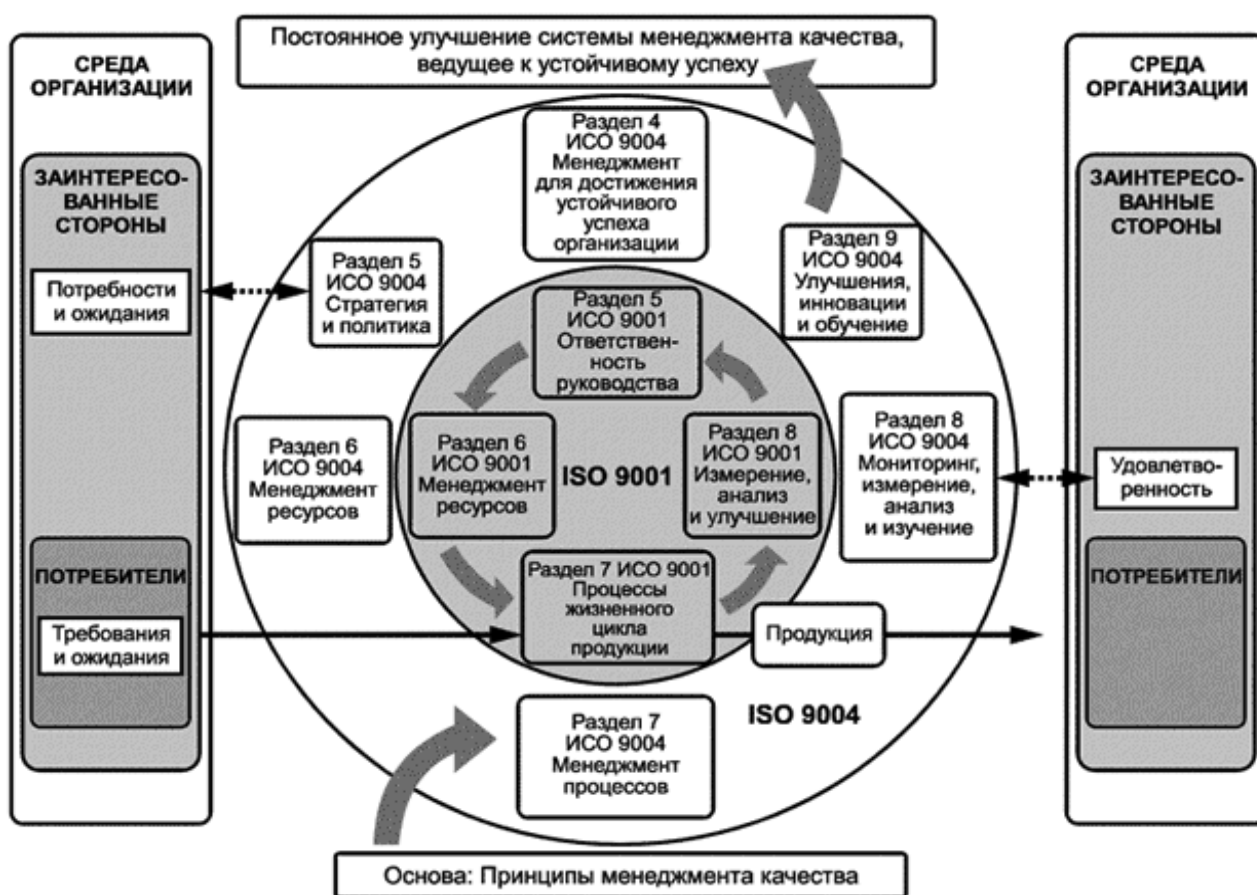 Постоянное улучшение системы менеджмента качества,
ведущее к устойчивому успеху
СРЕДА
ОРГАНИЗАЦИИ
ЗАИНТЕРЕСО-
ВАННЫЕ
СТОРОНЫ
Потребности
и ожидания
ПОТРЕБИТЕЛИ
Требования
и ожидания
Раздел 4
ИСО 9004
Менеджмент
для достижения
устойчивого
успеха
организации
Раздел 5
ИСО 9004
Стратегия
и политика
Раздел 9
ИСО 9004
Улучшения,
инновации
и обучение
Раздел 5
ИСО 9001
Ответствен-
ность
руководства
Раздел 6
ИСО 9004
Менеджмент
ресурсов
Раздел 6
ИСО 9001
Менеджмент
ресурсов
ISO 9001
Раздел 8
ИСО 9001
Измерение,
анализ
и улучшение
Раздел 8
ИСО 9004
Мониторинг,
измерение,
анализ
и изучение
Раздел 7 ИСО 9001
Процессы
жизненного
цикла
продукции
Продукция
ISO 9004
Раздел 7
ИСО 9004
Менеджмент
процессов
СРЕДА
ОРГАНИЗАЦИИ
ЗАИНТЕРЕСО-
ВАННЫЕ
СТОРОНЫ
Удовлетво-
ренность
ПОТРЕБИТЕЛИ
Основа: Принципы менеджмента качества